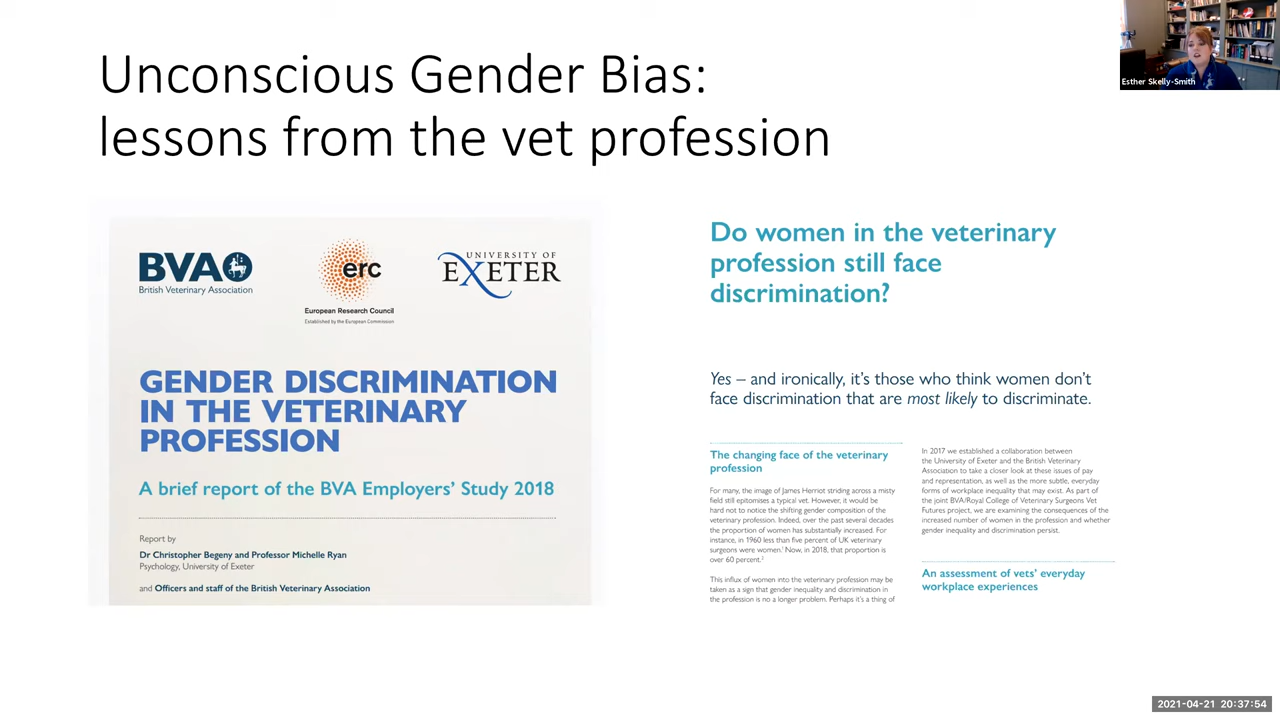 Unconscious Gender Bias:
lessons from the vet profession
Esther Skelly-Smith
BVA
British Veterinary Association
erc
European Research Council
Established by the European Commission
UNIVERSITY OF
EXETER
GENDER DISCRIMINATION
IN THE VETERINARY
PROFESSION
A brief report of the BVA Employers' Study 2018
Report by
Dr Christopher Begeny and Professor Michelle Ryan
Psychology, University of Exeter
and Officers and staff of the British Veterinary Association
Do women in the veterinary
profession still face
discrimination?
Yes – and ironically, it's those who think women don't
face discrimination that are most likely to discriminate.
The changing face of the veterinary
profession
For many, the image of James Herriot striding across a misty
field still epitomises a typical vet. However, it would be
hard not to notice the shifting gender composition of the
veterinary profession. Indeed, over the past several decades
the proportion of women has substantially increased. For
instance, in 1960 less than five percent of UK veterinary
surgeons were women.¹ Now, in 2018, that proportion is
over 60 percent.²
This influx of women into the veterinary profession may be
taken as a sign that gender inequality and discrimination in
the profession is no a longer problem. Perhaps it's a thing of
In 2017 we established a collaboration between
the University of Exeter and the British Veterinary
Association to take a closer look at these issues of pay
and representation, as well as the more subtle, everyday
forms of workplace inequality that may exist. As part of
the joint BVA/Royal College of Veterinary Surgeons Vet
Futures project, we are examining the consequences of the
increased number of women in the profession and whether
gender inequality and discrimination persist.
An assessment of vets' everyday
workplace experiences
2021-04-21 20:37:54